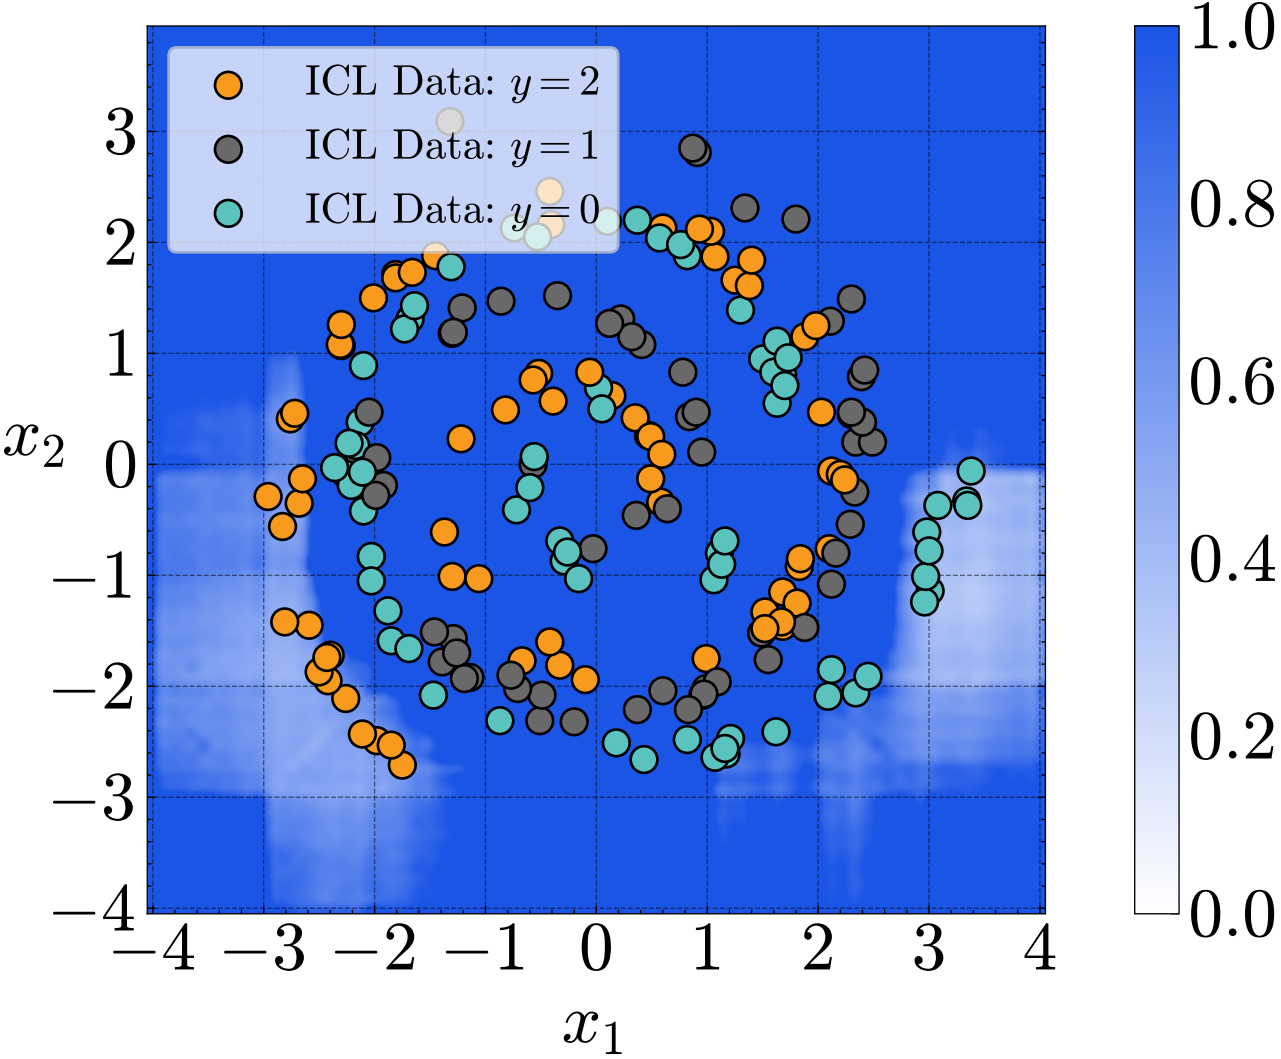 ICL Data: y = 2
ICL Data: y = 1
ICL Data: y = 0
3
2
1
0
−1
−2
−3
−4
x₂
−4 −3 −2 −1 0 1 2 3 4
x₁
1.0
0.8
0.6
0.4
0.2
0.0